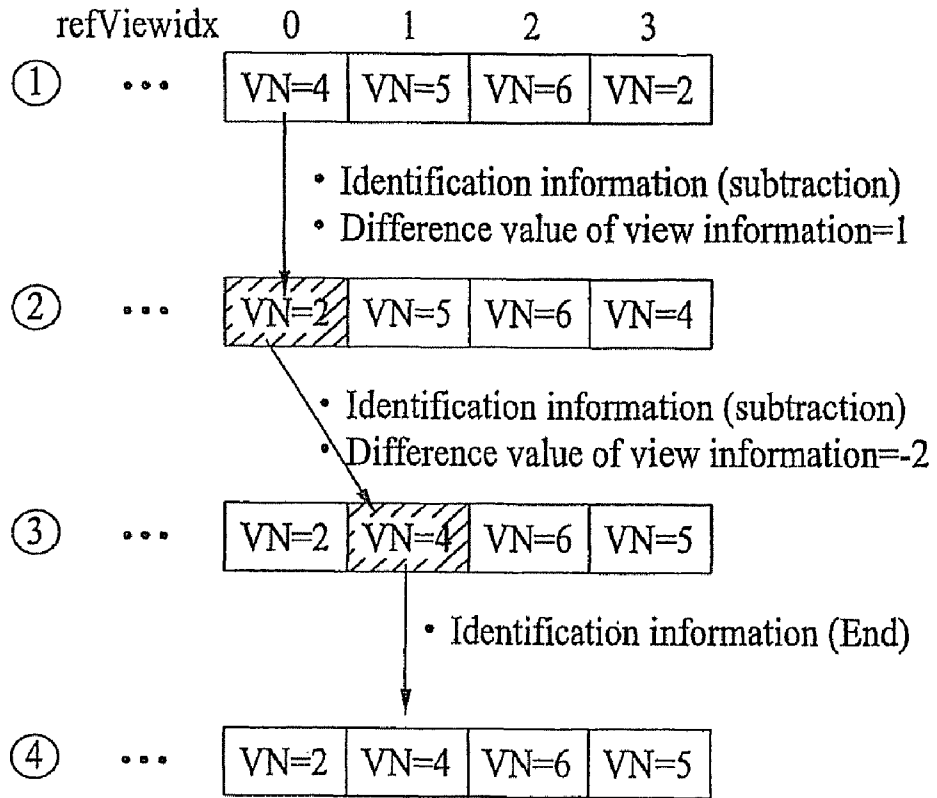 refViewidx 0 1 2 3
① ... VN=4 VN=5 VN=6 VN=2
• Identification information (subtraction)
• Difference value of view information=1
② ... VN=2 VN=5 VN=6 VN=4
• Identification information (subtraction)
• Difference value of view information=-2
③ ... VN=2 VN=4 VN=6 VN=5
• Identification information (End)
④ ... VN=2 VN=4 VN=6 VN=5